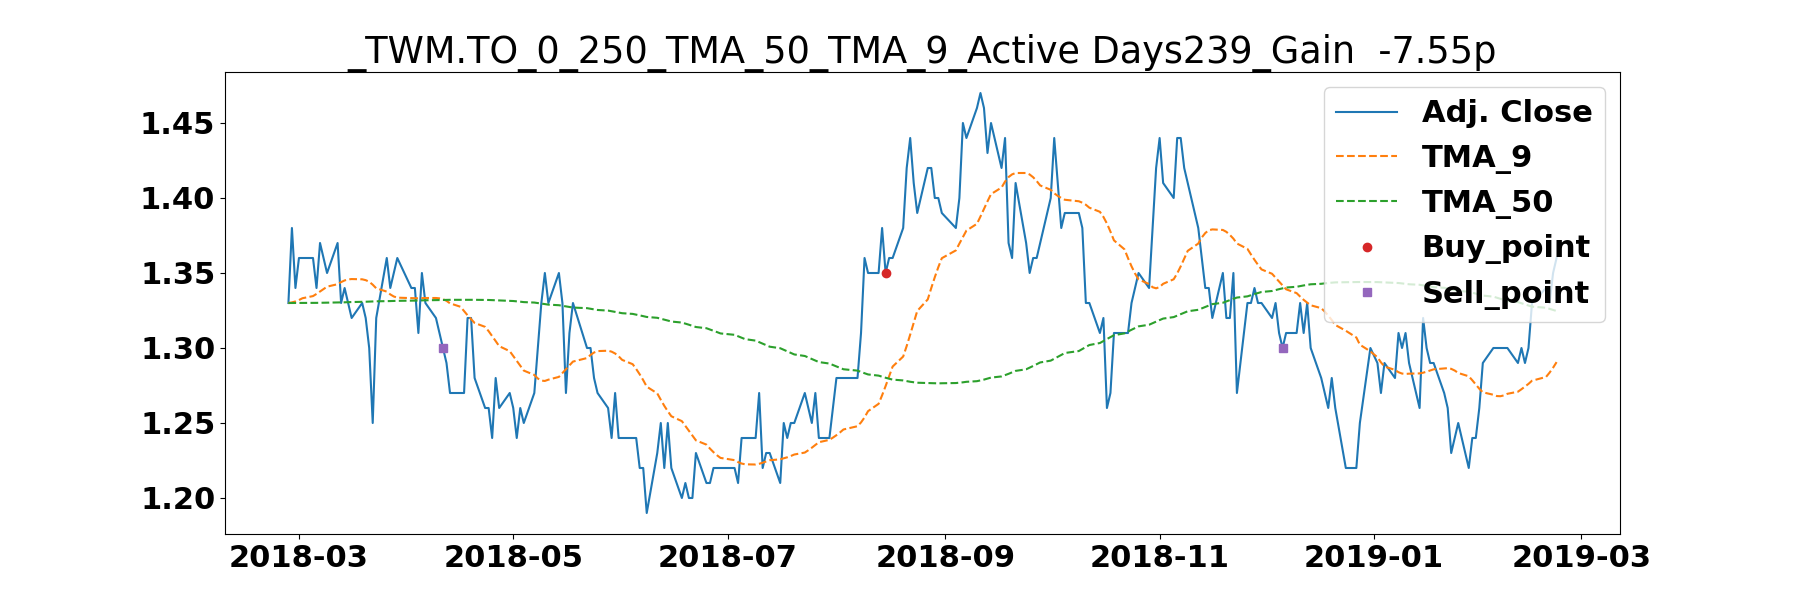 _TWM.TO_0_250_TMA_50_TMA_9_Active Days239_Gain  -7.55p
1.45
1.40
1.35
1.30
1.25
1.20
Adj. Close
TMA_9
TMA_50
Buy_point
Sell_point
2018-03 2018-05 2018-07 2018-09 2018-11 2019-01 2019-03